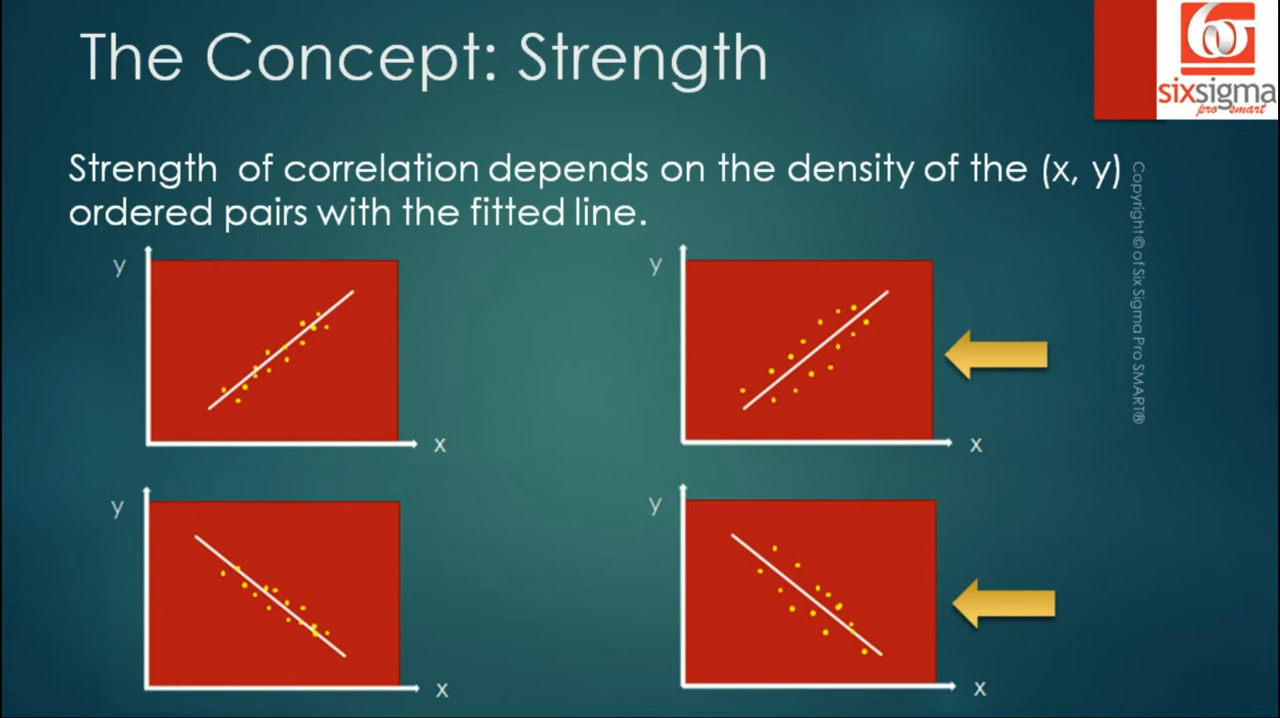 The Concept: Strength
sixsigma
pro smart
Strength of correlation depends on the density of the (x, y)
ordered pairs with the fitted line.
Copyright © of Six Sigma Pro SMART®
y
x
y
x
y
x
y
x